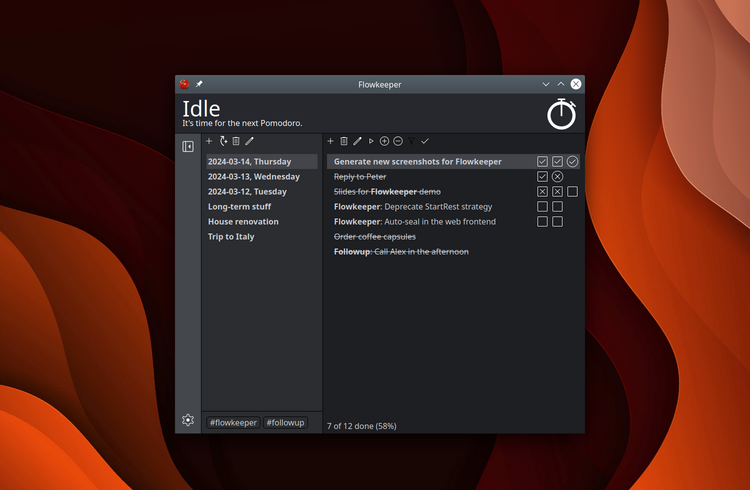 Flowkeeper
Idle
It's time for the next Pomodoro.
2024-03-14, Thursday
2024-03-13, Wednesday
2024-03-12, Tuesday
Long-term stuff
House renovation
Trip to Italy
#flowkeeper
#followup
Generate new screenshots for Flowkeeper
Reply to Peter
Slides for Flowkeeper demo
Flowkeeper: Deprecate StartRest strategy
Flowkeeper: Auto-seal in the web frontend
Order coffee capsules
Followup: Call Alex in the afternoon
7 of 12 done (58%)